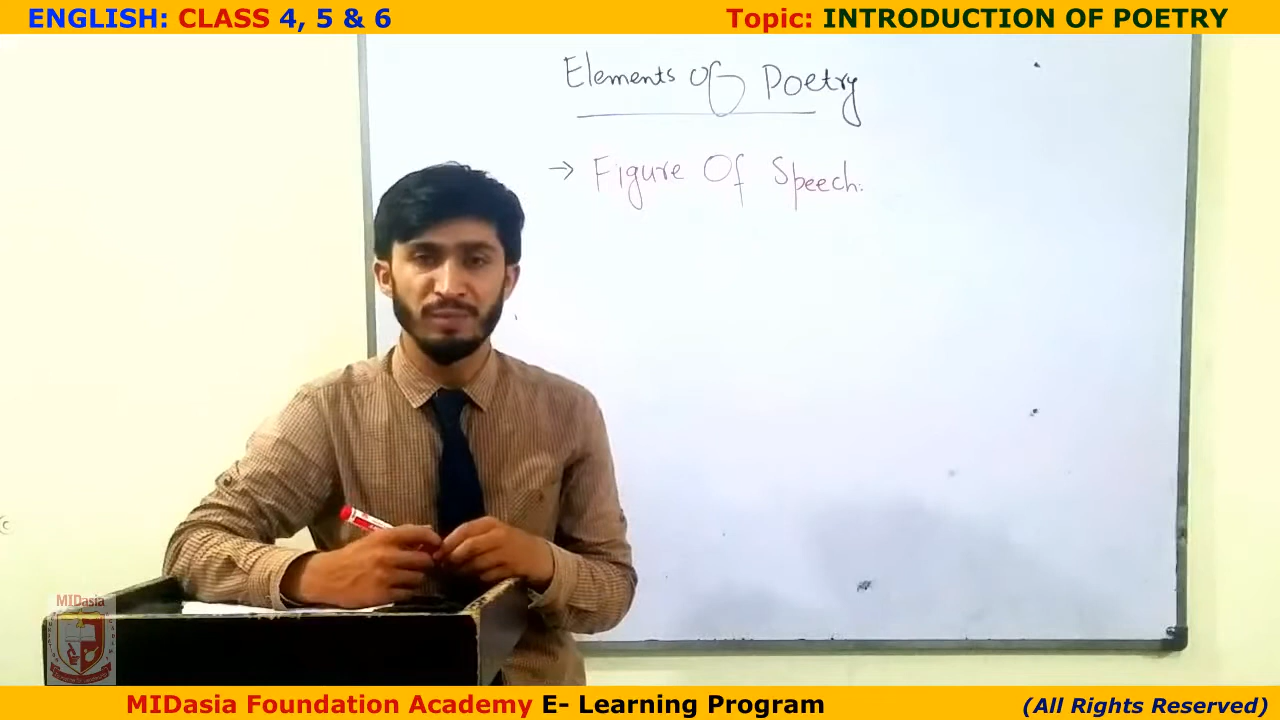 ENGLISH: CLASS 4, 5 & 6
Topic: INTRODUCTION OF POETRY
Elements of Poetry
→ Figure Of Speech:
MIDasia
MIDasia Foundation Academy E- Learning Program
(All Rights Reserved)